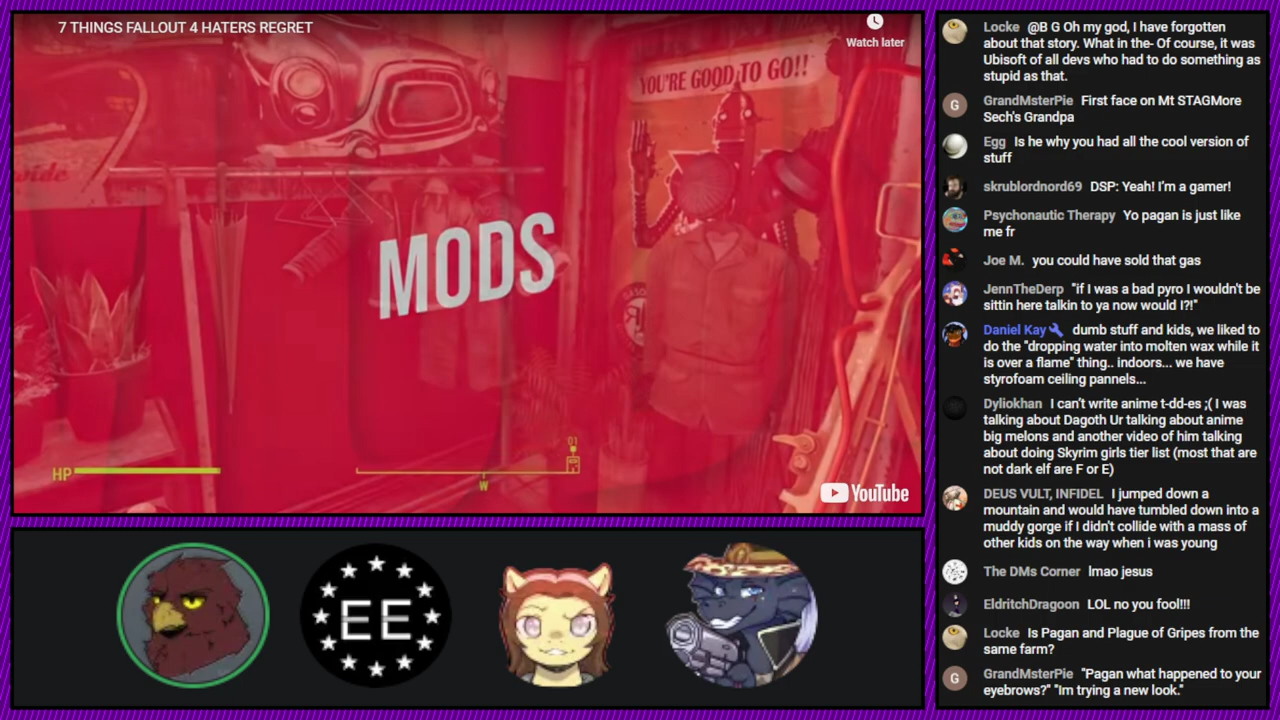 7 THINGS FALLOUT 4 HATERS REGRET
Watch later
YOU'RE GOOD TO GO!!
MODS
HP
W
01
YouTube
EE
Locke @B G Oh my god, I have forgotten
about that story. What in the- Of course, it was
Ubisoft of all devs who had to do something as
stupid as that.
G
GrandMsterPie First face on Mt STAGMore
Sech's Grandpa
Egg Is he why you had all the cool version of
stuff
skrublordnord69 DSP: Yeah! I'm a gamer!
Psychonautic Therapy Yo pagan is just like
me fr
Joe M. you could have sold that gas
JennTheDerp "if I was a bad pyro I wouldn't be
sittin here talkin to ya now would I?!"
Daniel Kay dumb stuff and kids, we liked to
do the "dropping water into molten wax while it
is over a flame" thing.. indoors... we have
styrofoam ceiling pannels...
Dyliokhan I can't write anime t-dd-es ;( I was
talking about Dagoth Ur talking about anime
big melons and another video of him talking
about doing Skyrim girls tier list (most that are
not dark elf are F or E)
DEUS VULT, INFIDEL I jumped down a
mountain and would have tumbled down into a
muddy gorge if I didn't collide with a mass of
other kids on the way when i was young
The DMs Corner lmao jesus
EldritchDragoon LOL no you fool!!!
Locke Is Pagan and Plague of Gripes from the
same farm?
G
GrandMsterPie "Pagan what happened to your
eyebrows?" "Im trying a new look."